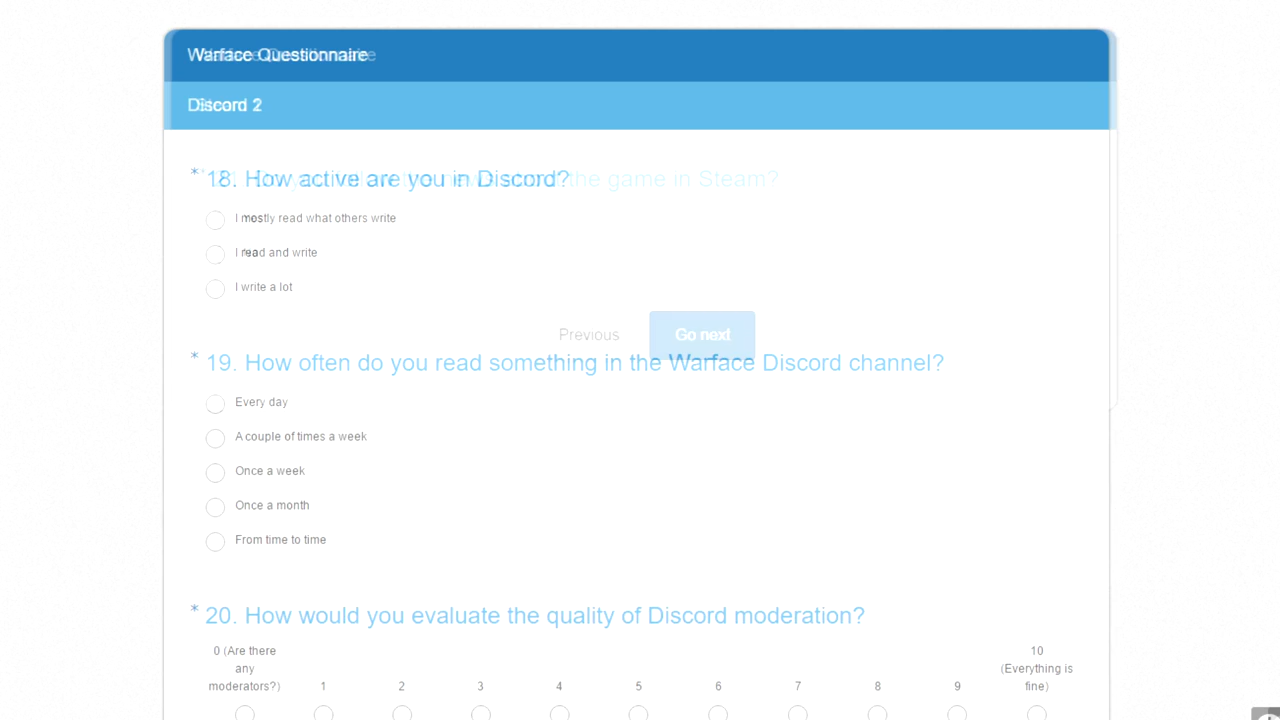 Warface Questionnaire
Discord 2
* 18. How active are you in Discord?
the game in Steam?
I mostly read what others write
I read and write
I write a lot
Previous Go next
* 19. How often do you read something in the Warface Discord channel?
Every day
A couple of times a week
Once a week
Once a month
From time to time
* 20. How would you evaluate the quality of Discord moderation?
0 (Are there
any
moderators?) 1 2 3 4 5 6 7 8 9 10
(Everything is
fine)